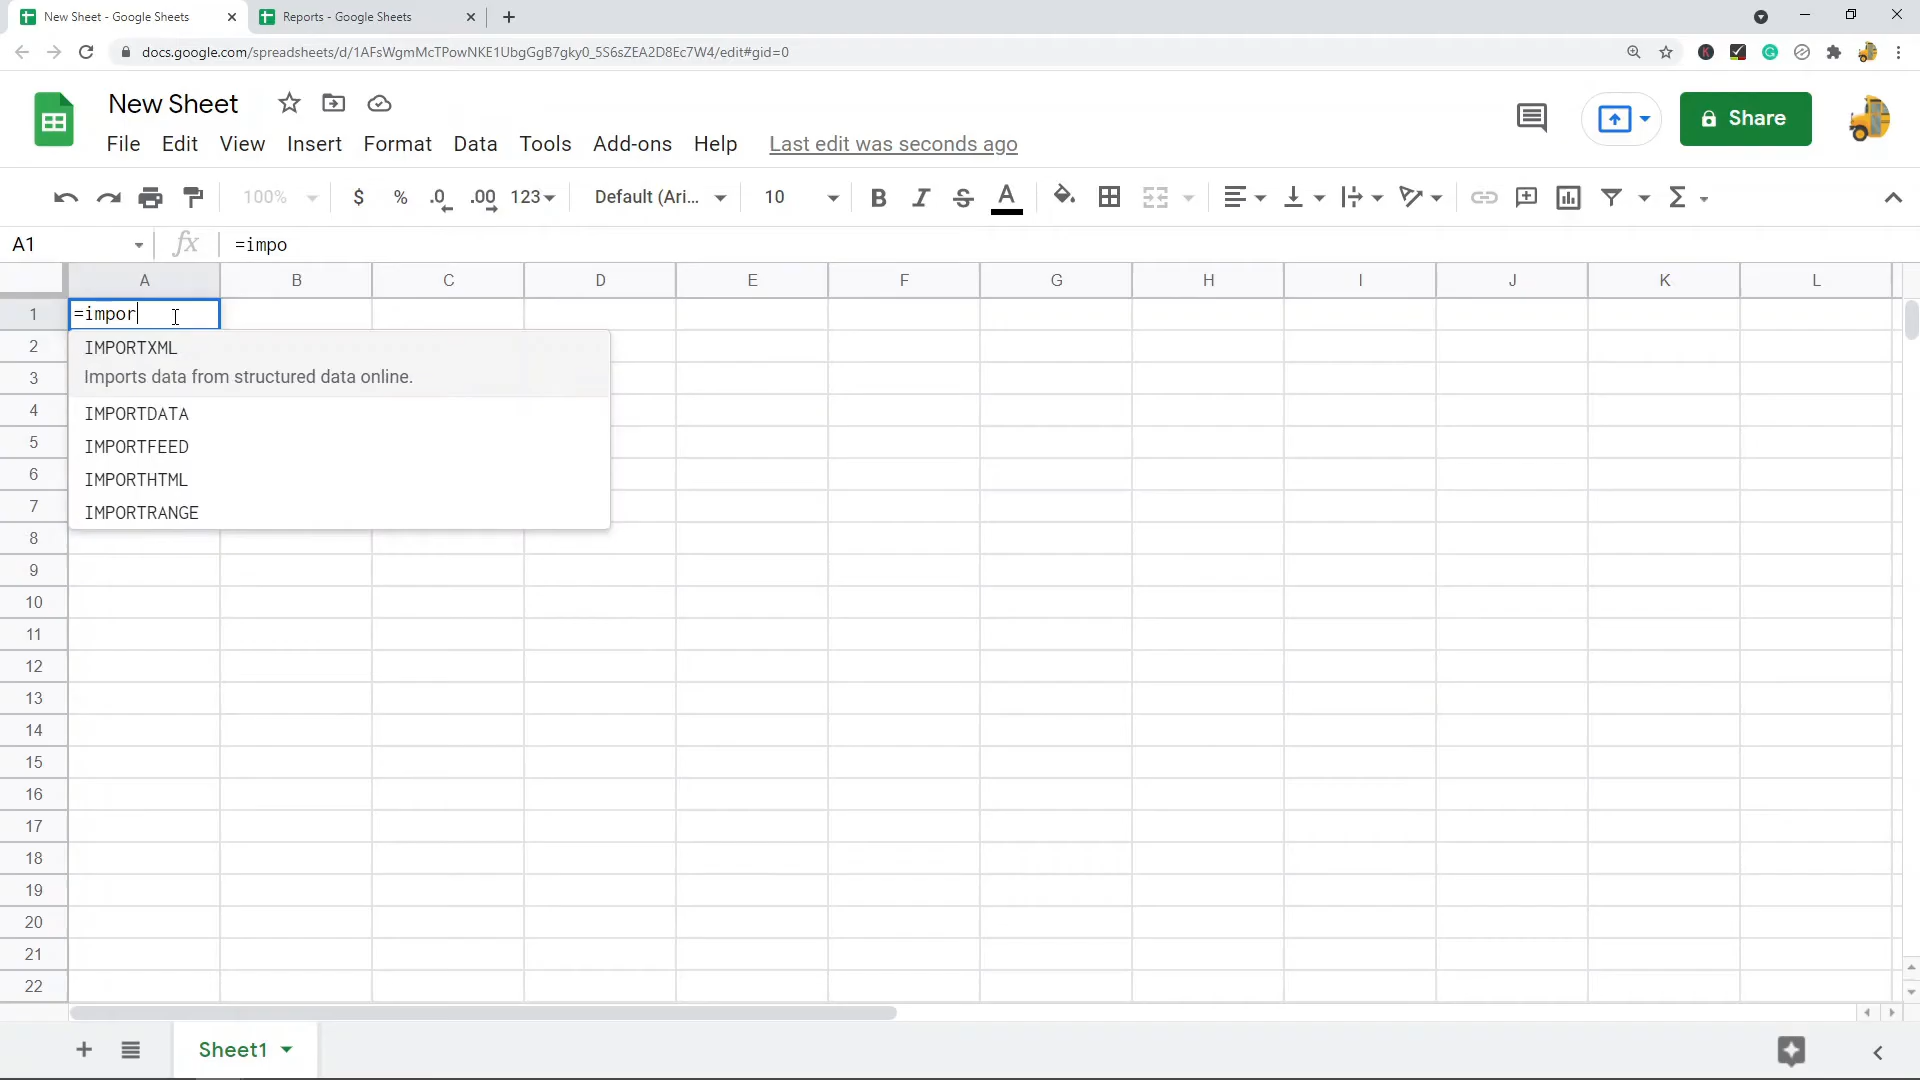 New Sheet - Google Sheets
Reports - Google Sheets
docs.google.com/spreadsheets/d/1AFsWgmMcTPowNKE1UbgGgB7gky0_5S6sZEA2D8Ec7W4/edit#gid=0
New Sheet
File Edit View Insert Format Data Tools Add-ons Help Last edit was seconds ago
Share
100% $ % .0 .00 123 Default (Ari... 10 B I S A
A1 fx =impo
A B C D E F G H I J K L
1 =impor
IMPORTXML
Imports data from structured data online.
IMPORTDATA
IMPORTFEED
IMPORTHTML
IMPORTRANGE
2
3
4
5
6
7
8
9
10
11
12
13
14
15
16
17
18
19
20
21
22
Sheet1